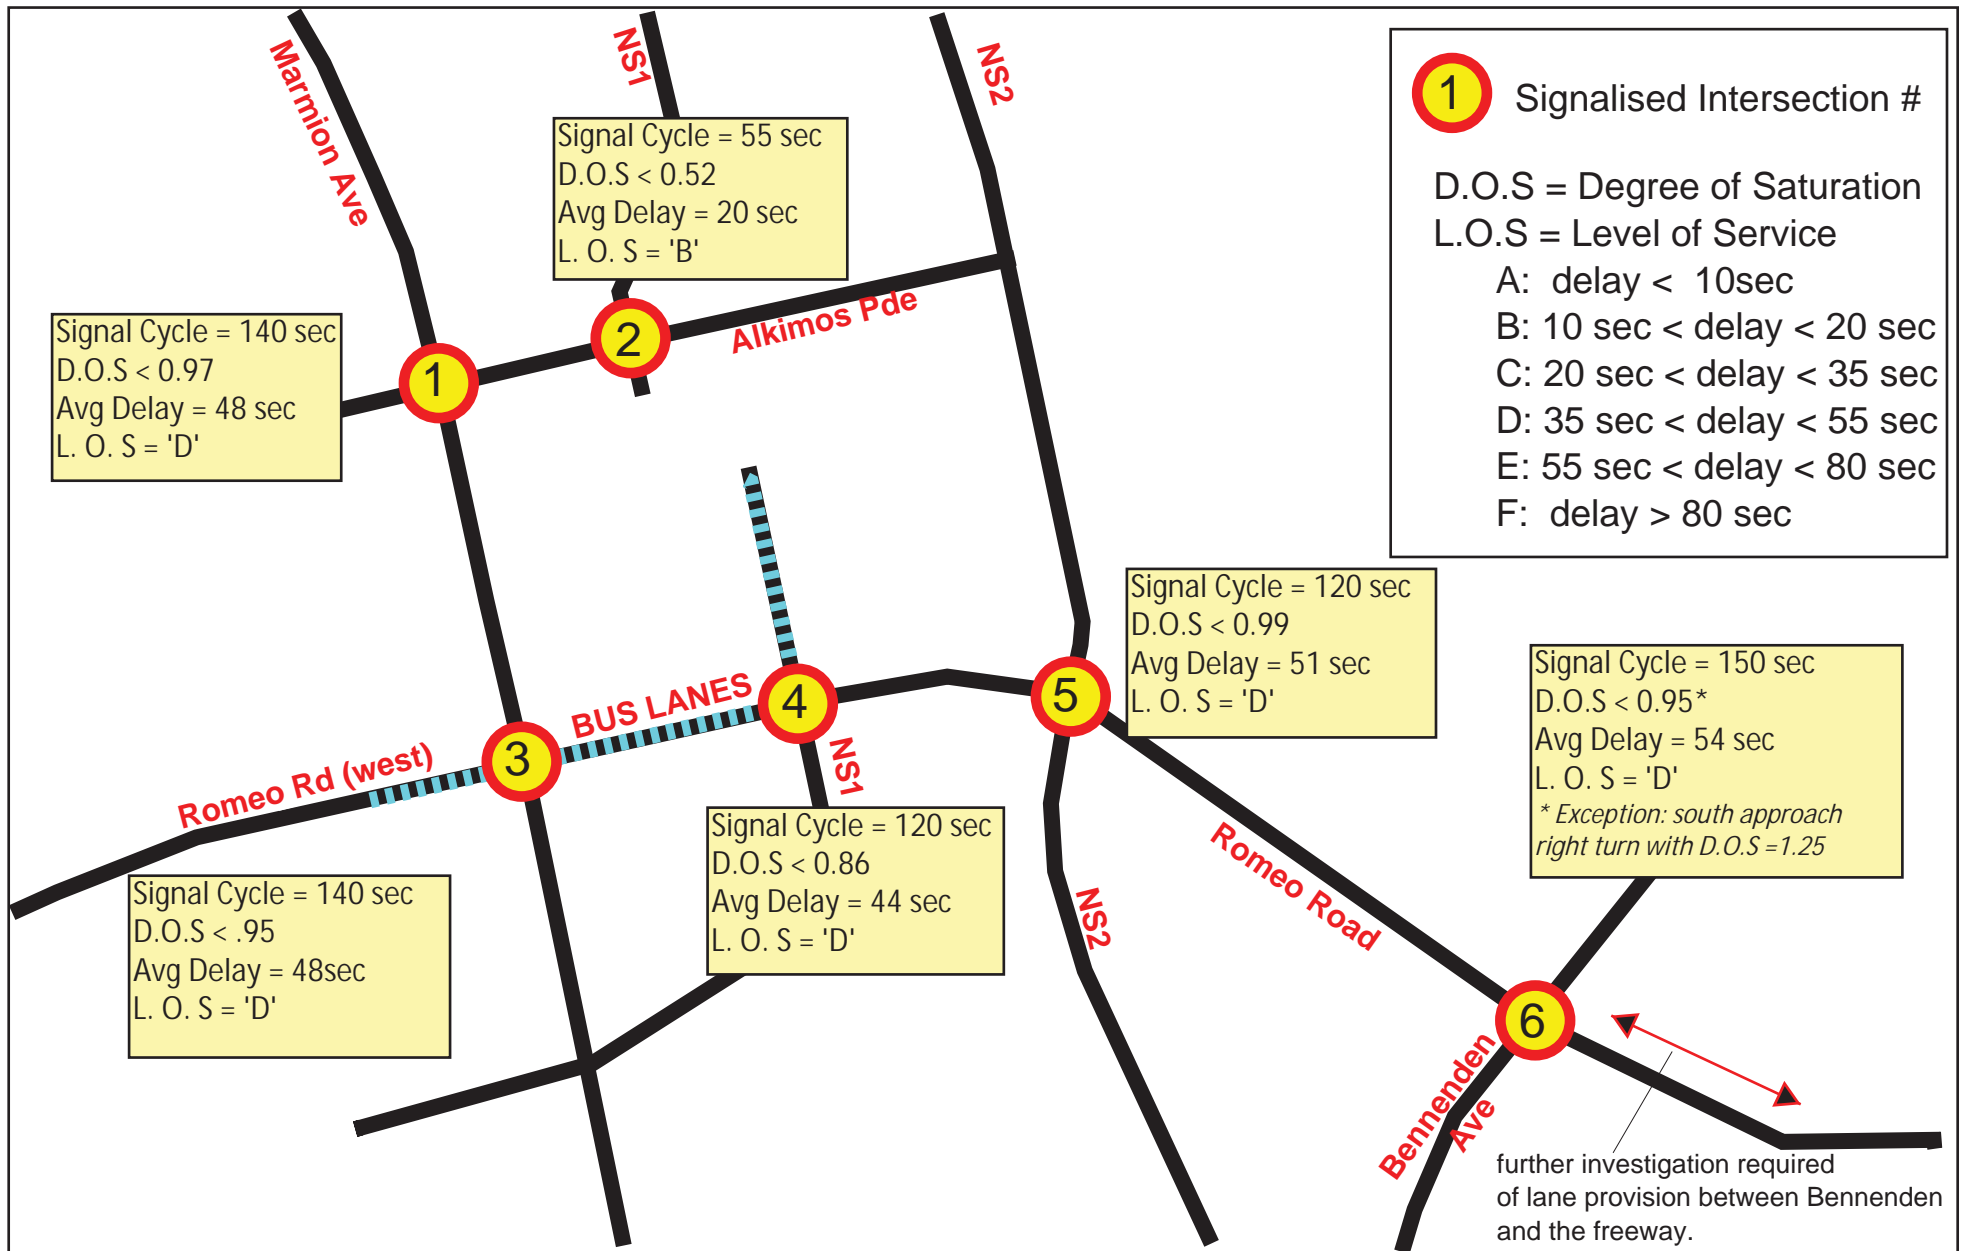 Marmion Ave
NS1
NS2
1 Signalised Intersection #
D.O.S = Degree of Saturation
L.O.S = Level of Service
A: delay < 10sec
B: 10 sec < delay < 20 sec
C: 20 sec < delay < 35 sec
D: 35 sec < delay < 55 sec
E: 55 sec < delay < 80 sec
F: delay > 80 sec
Signal Cycle = 55 sec
D.O.S < 0.52
Avg Delay = 20 sec
L. O. S = 'B'
Signal Cycle = 140 sec
D.O.S < 0.97
Avg Delay = 48 sec
L. O. S = 'D'
1
2
Alkimos Pde
Signal Cycle = 120 sec
D.O.S < 0.99
Avg Delay = 51 sec
L. O. S = 'D'
Signal Cycle = 150 sec
D.O.S < 0.95*
Avg Delay = 54 sec
L. O. S = 'D'
* Exception: south approach
right turn with D.O.S =1.25
BUS LANES
3
4
5
Romeo Rd (west)
NS1
Signal Cycle = 120 sec
D.O.S < 0.86
Avg Delay = 44 sec
L. O. S = 'D'
Signal Cycle = 140 sec
D.O.S < .95
Avg Delay = 48sec
L. O. S = 'D'
Romeo Road
NS2
6
Bennenden
Ave
further investigation required
of lane provision between Bennenden
and the freeway.